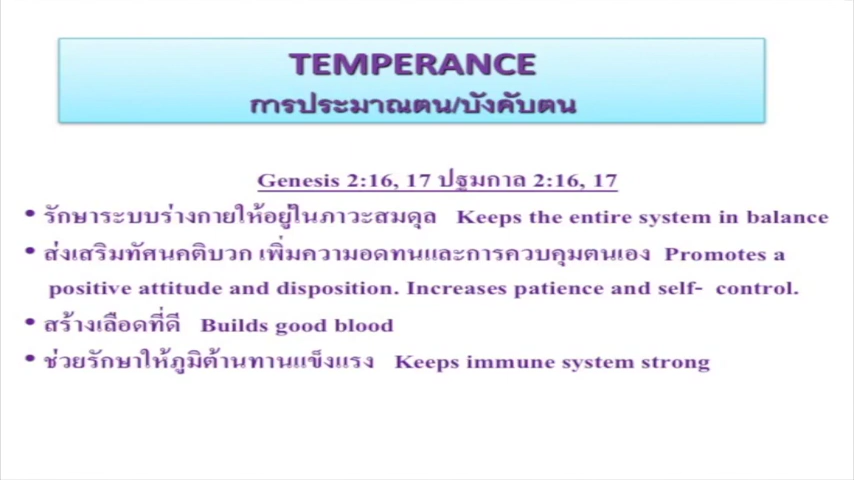 TEMPERANCE
การประมาณตน/บังคับตน
Genesis 2:16, 17 ปฐมกาล 2:16, 17
• รักษาระบบร่างกายให้อยู่ในภาวะสมดุล Keeps the entire system in balance
• ส่งเสริมทัศนคติบวก เพิ่มความอดทนและการควบคุมตนเอง Promotes a
positive attitude and disposition. Increases patience and self- control.
• สร้างเลือดที่ดี Builds good blood
• ช่วยรักษาให้ภูมิต้านทานแข็งแรง Keeps immune system strong